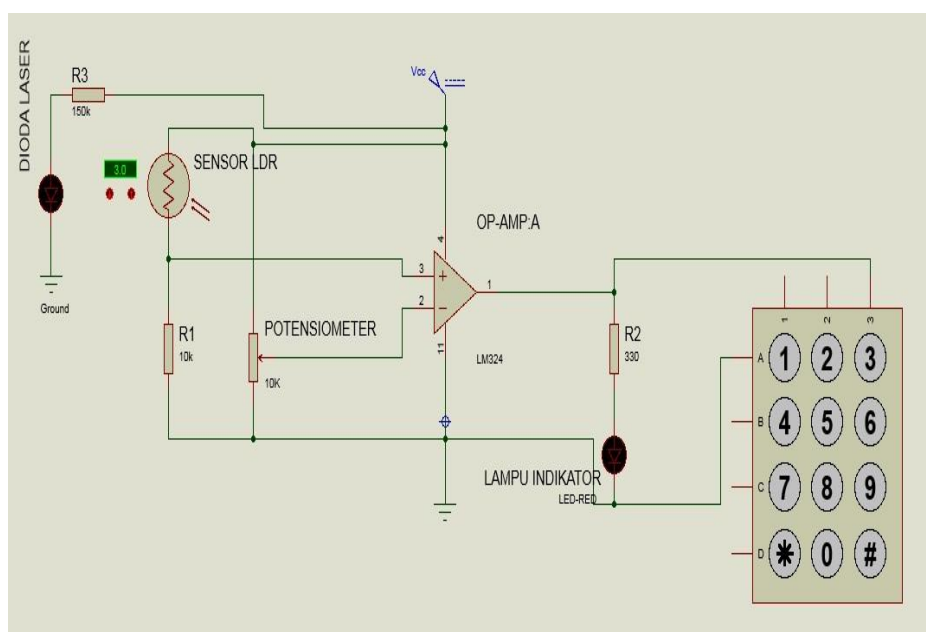 DIODA LASER
R3
150k
Vcc
3.0
SENSOR LDR
OP-AMP:A
4
3
2
1
11
LM324
Ground
R1
10k
POTENSIOMETER
10K
R2
330
LAMPU INDIKATOR
LED-RED
1 2 3
A 1 2 3
B 4 5 6
C 7 8 9
D * 0 #